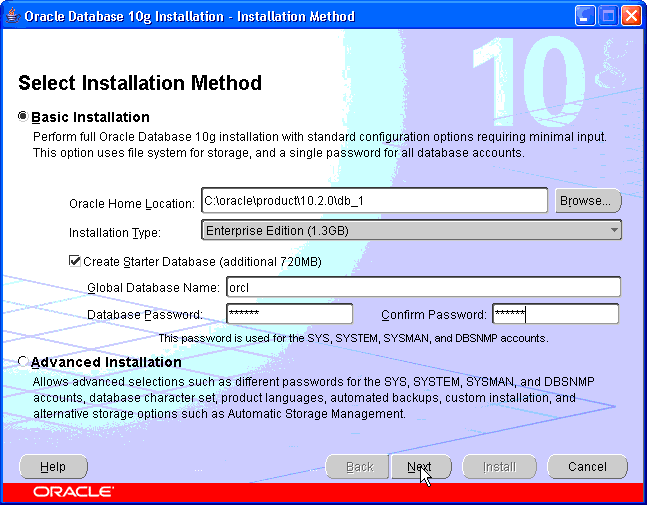 Oracle Database 10g Installation - Installation Method
10g
Select Installation Method
Basic Installation
Perform full Oracle Database 10g installation with standard configuration options requiring minimal input.
This option uses file system for storage, and a single password for all database accounts.
Oracle Home Location: C:\oracle\product\10.2.0\db_1 Browse...
Installation Type: Enterprise Edition (1.3GB)
Create Starter Database (additional 720MB)
Global Database Name: orcl
Database Password: ****** Confirm Password: ******
This password is used for the SYS, SYSTEM, SYSMAN, and DBSNMP accounts.
Advanced Installation
Allows advanced selections such as different passwords for the SYS, SYSTEM, SYSMAN, and DBSNMP
accounts, database character set, product languages, automated backups, custom installation, and
alternative storage options such as Automatic Storage Management.
Help Back Next Install Cancel
ORACLE